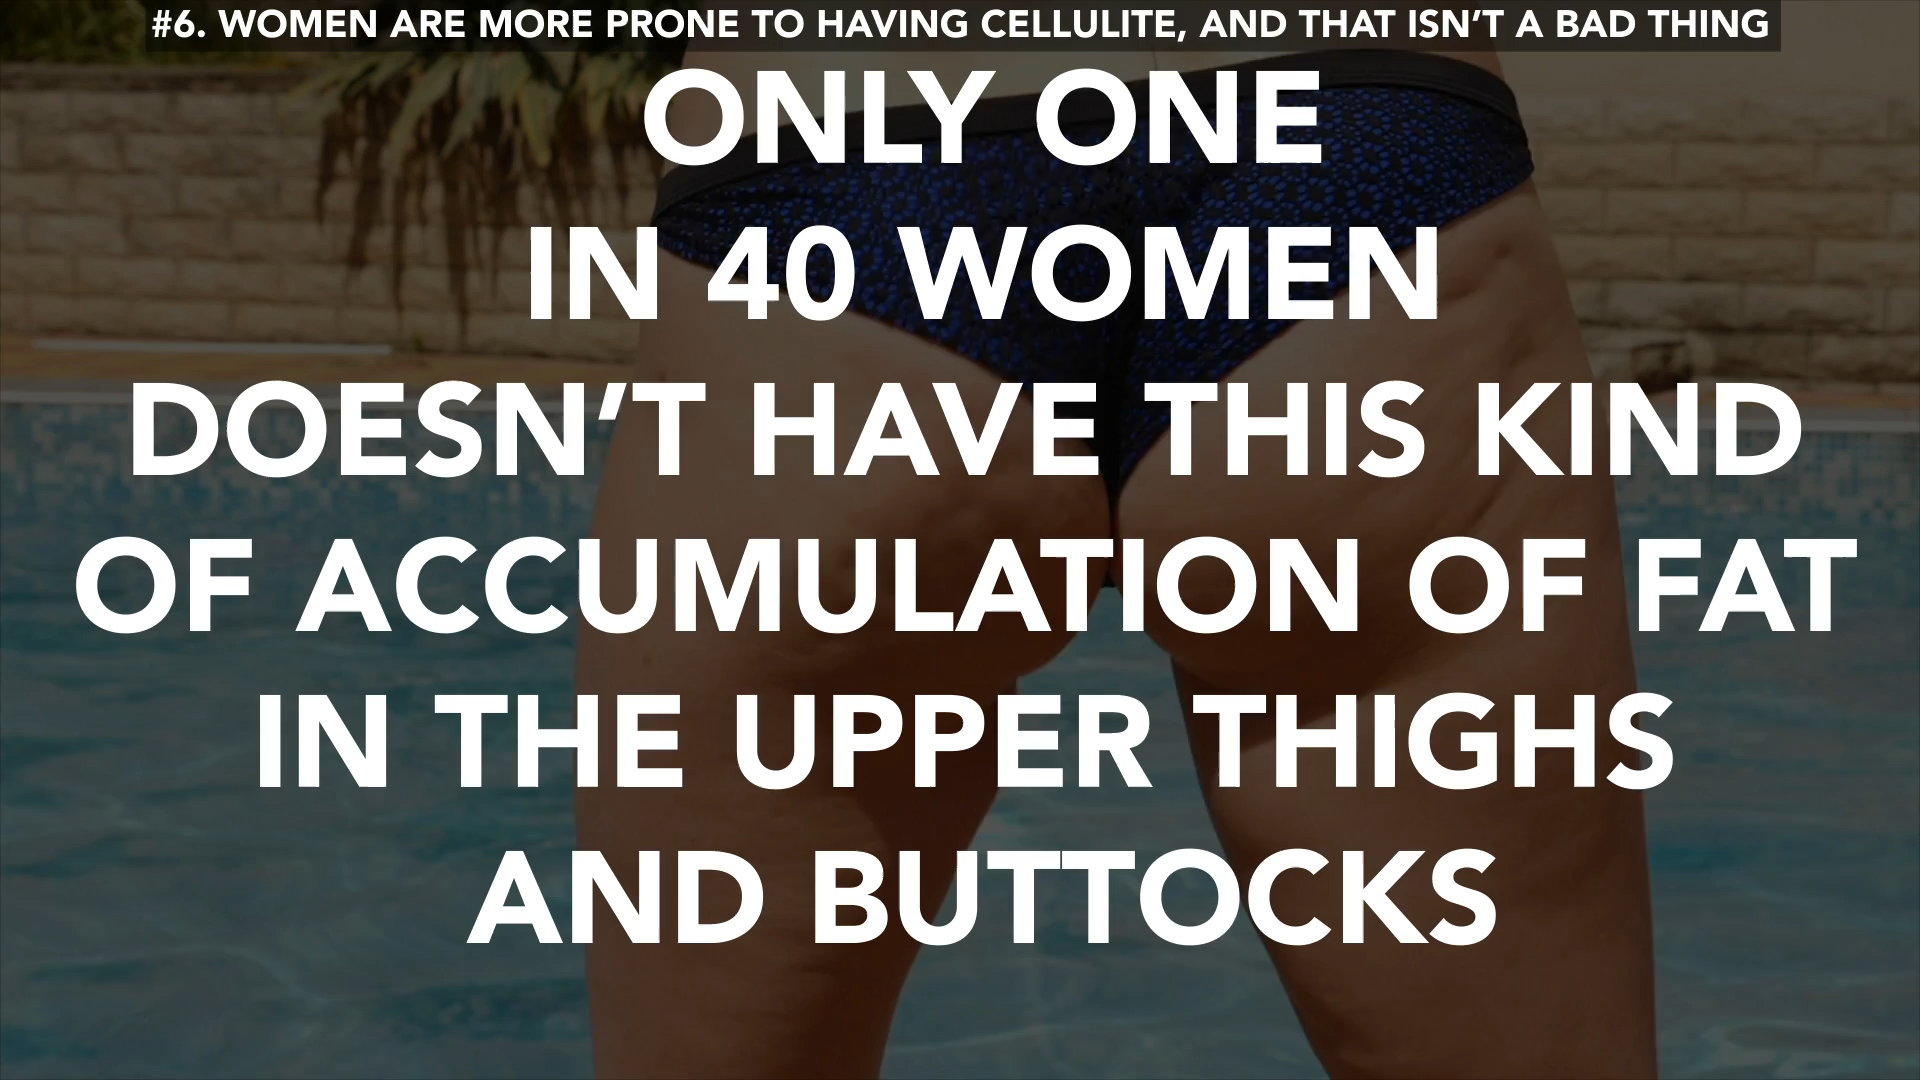 #6. WOMEN ARE MORE PRONE TO HAVING CELLULITE, AND THAT ISN’T A BAD THING
ONLY ONE
IN 40 WOMEN
DOESN’T HAVE THIS KIND
OF ACCUMULATION OF FAT
IN THE UPPER THIGHS
AND BUTTOCKS